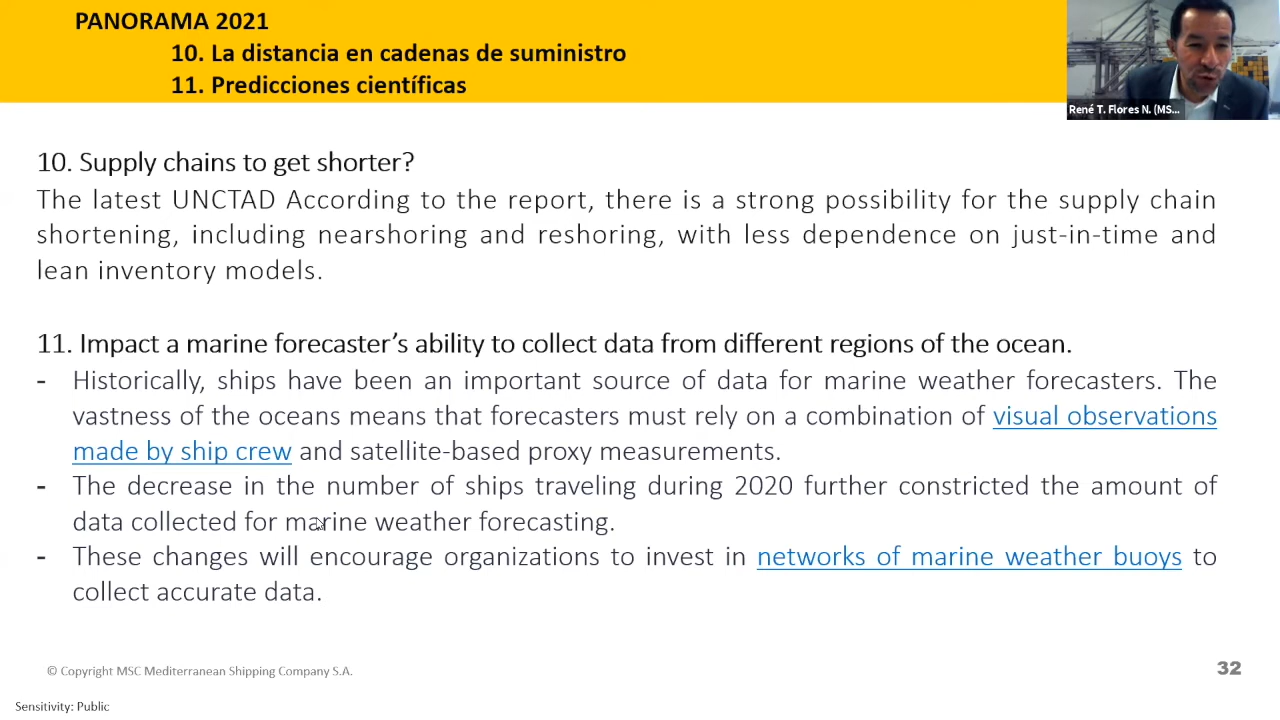 PANORAMA 2021
10. La distancia en cadenas de suministro
11. Predicciones científicas
René T. Flores N. (MS...
10. Supply chains to get shorter?
The latest UNCTAD According to the report, there is a strong possibility for the supply chain
shortening, including nearshoring and reshoring, with less dependence on just-in-time and
lean inventory models.
11. Impact a marine forecaster’s ability to collect data from different regions of the ocean.
- Historically, ships have been an important source of data for marine weather forecasters. The
vastness of the oceans means that forecasters must rely on a combination of visual observations
made by ship crew and satellite-based proxy measurements.
- The decrease in the number of ships traveling during 2020 further constricted the amount of
data collected for marine weather forecasting.
- These changes will encourage organizations to invest in networks of marine weather buoys to
collect accurate data.
© Copyright MSC Mediterranean Shipping Company S.A.
32
Sensitivity: Public